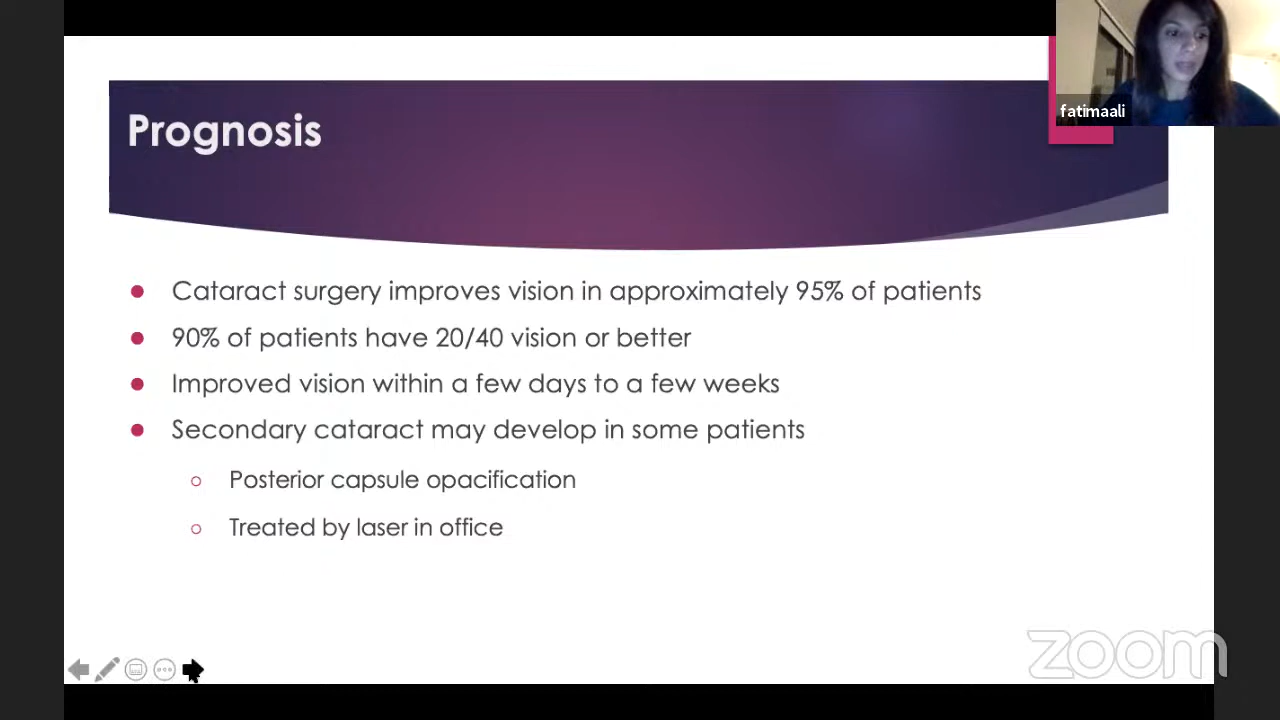 Prognosis
fatimaali
Cataract surgery improves vision in approximately 95% of patients
90% of patients have 20/40 vision or better
Improved vision within a few days to a few weeks
Secondary cataract may develop in some patients
Posterior capsule opacification
Treated by laser in office
zoom